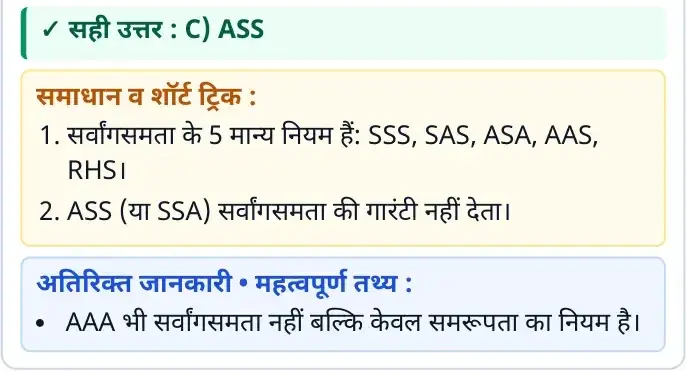 ✓ सही उत्तर : C) ASS
समाधान व शॉर्ट ट्रिक :
1. सर्वांगसमता के 5 मान्य नियम हैं: SSS, SAS, ASA, AAS,
RHS।
2. ASS (या SSA) सर्वांगसमता की गारंटी नहीं देता।
अतिरिक्त जानकारी • महत्वपूर्ण तथ्य :
• AAA भी सर्वांगसमता नहीं बल्कि केवल समरूपता का नियम है।